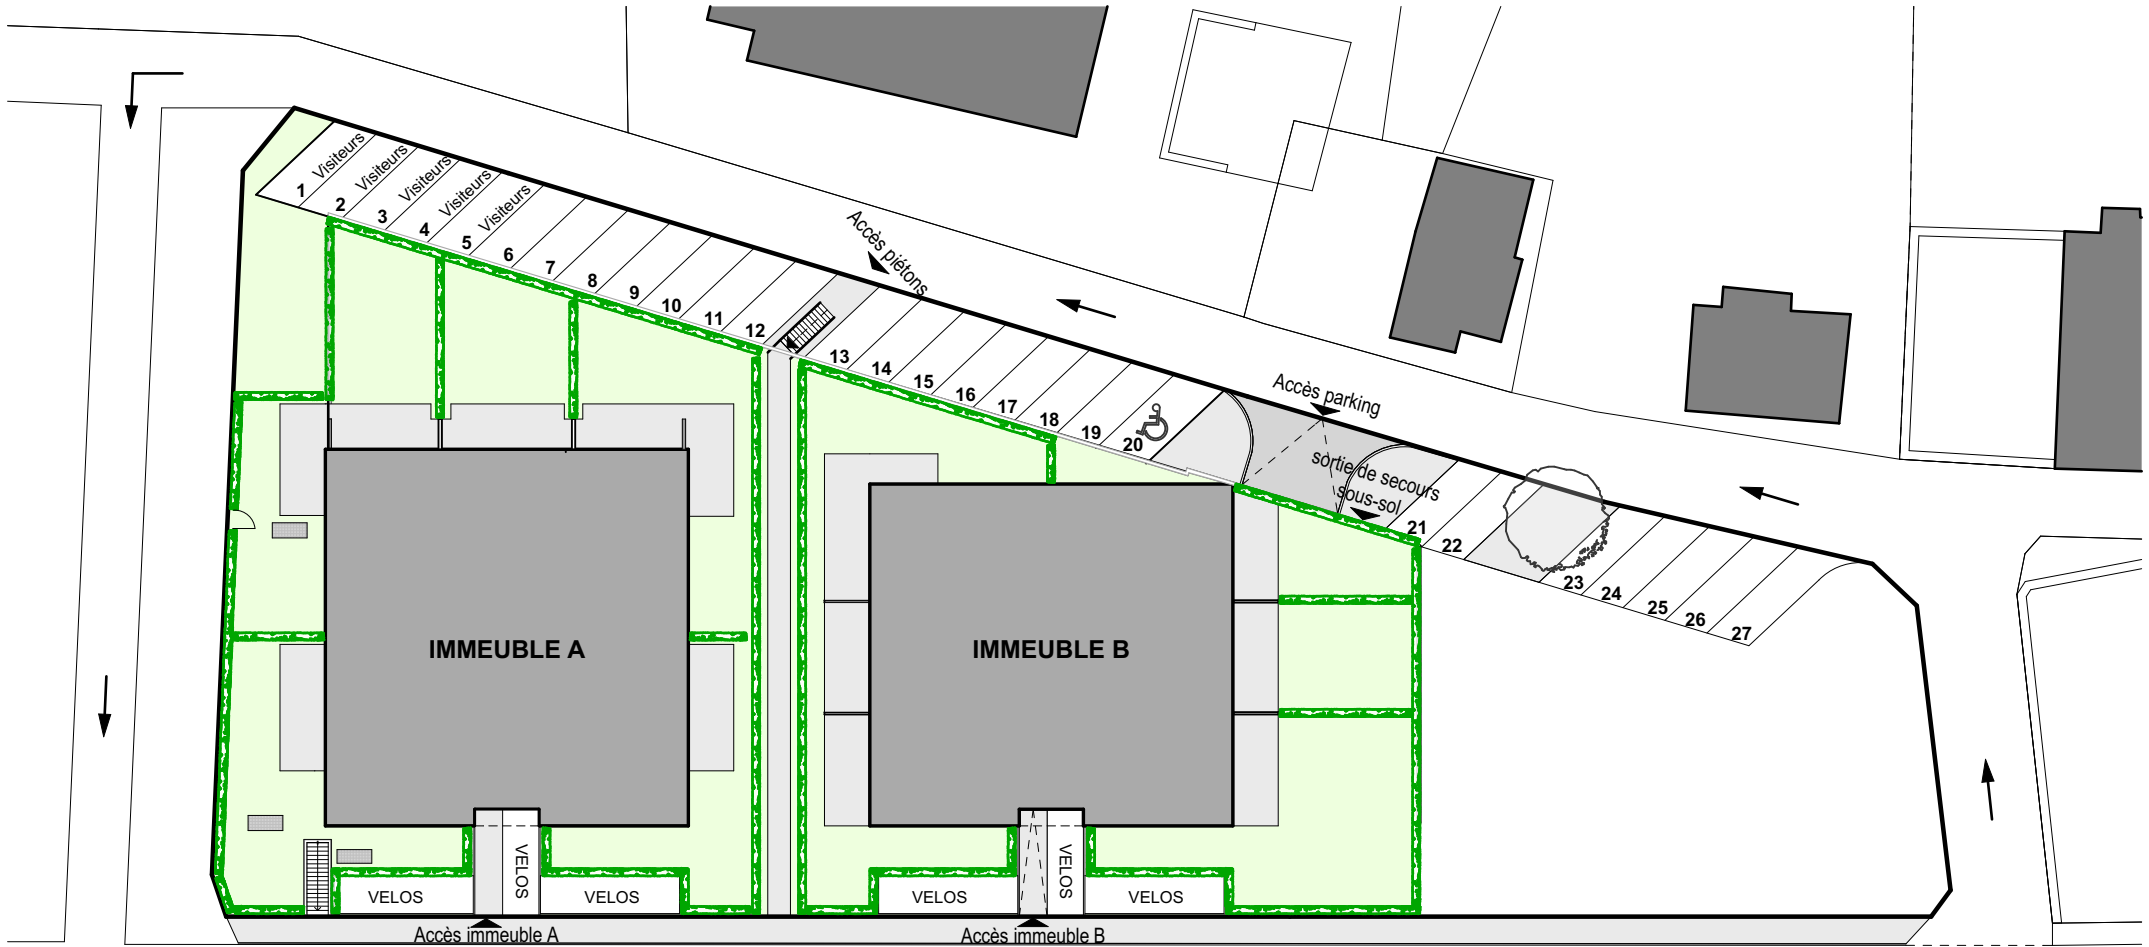 1 Visiteurs
2 Visiteurs
3 Visiteurs
4 Visiteurs
5 Visiteurs
6
7
8
9
10
11
12
Accès piétons
13
14
15
16
17
18
19
20
Accès parking
sortie de secours
sous-sol
21
22
23
24
25
26
27
IMMEUBLE A
IMMEUBLE B
VELOS
VELOS
VELOS
VELOS
VELOS
VELOS
Accès immeuble A
Accès immeuble B